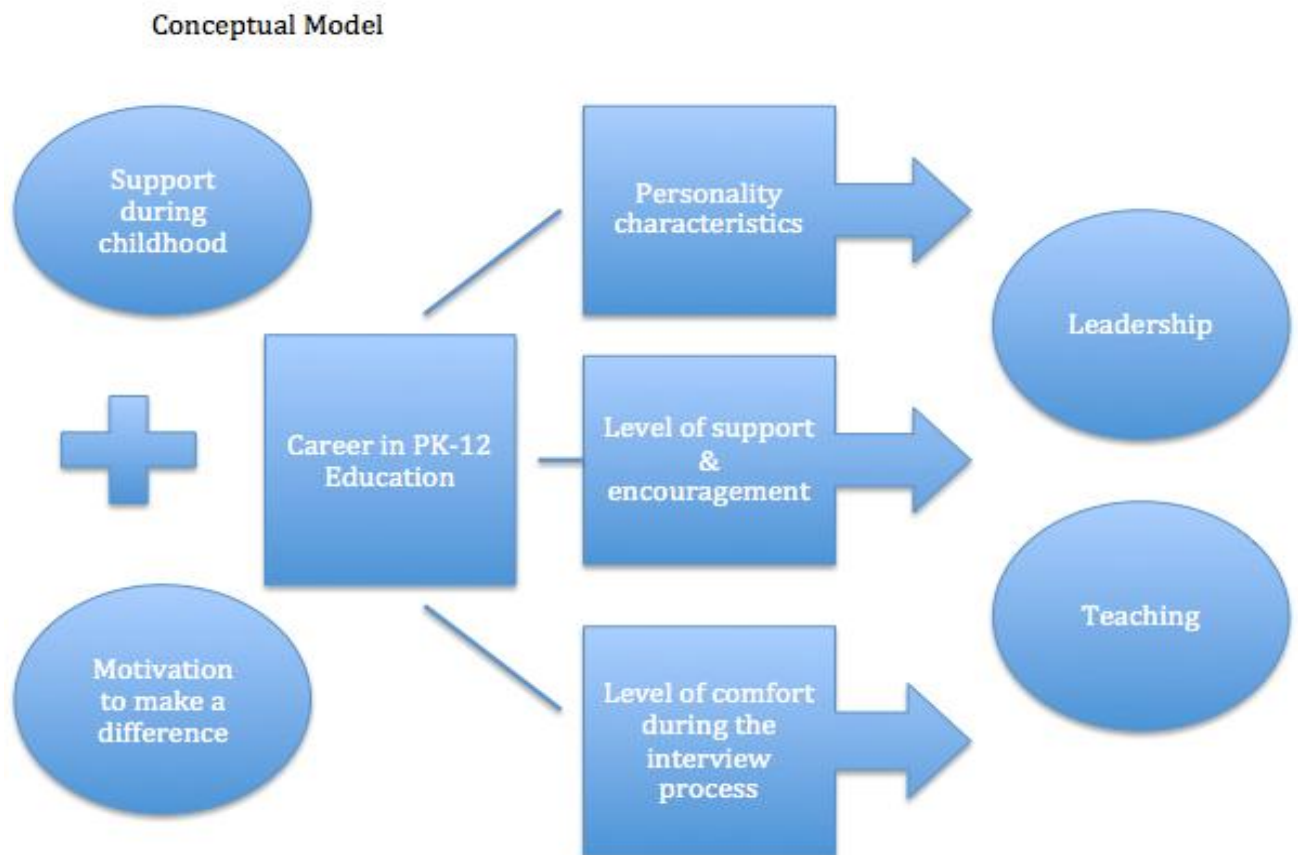 Conceptual Model
Support
during
childhood
Motivation
to make a
difference
Career in PK-12
Education
Personality
characteristics
Level of support
&
encouragement
Level of comfort
during the
interview
process
Leadership
Teaching